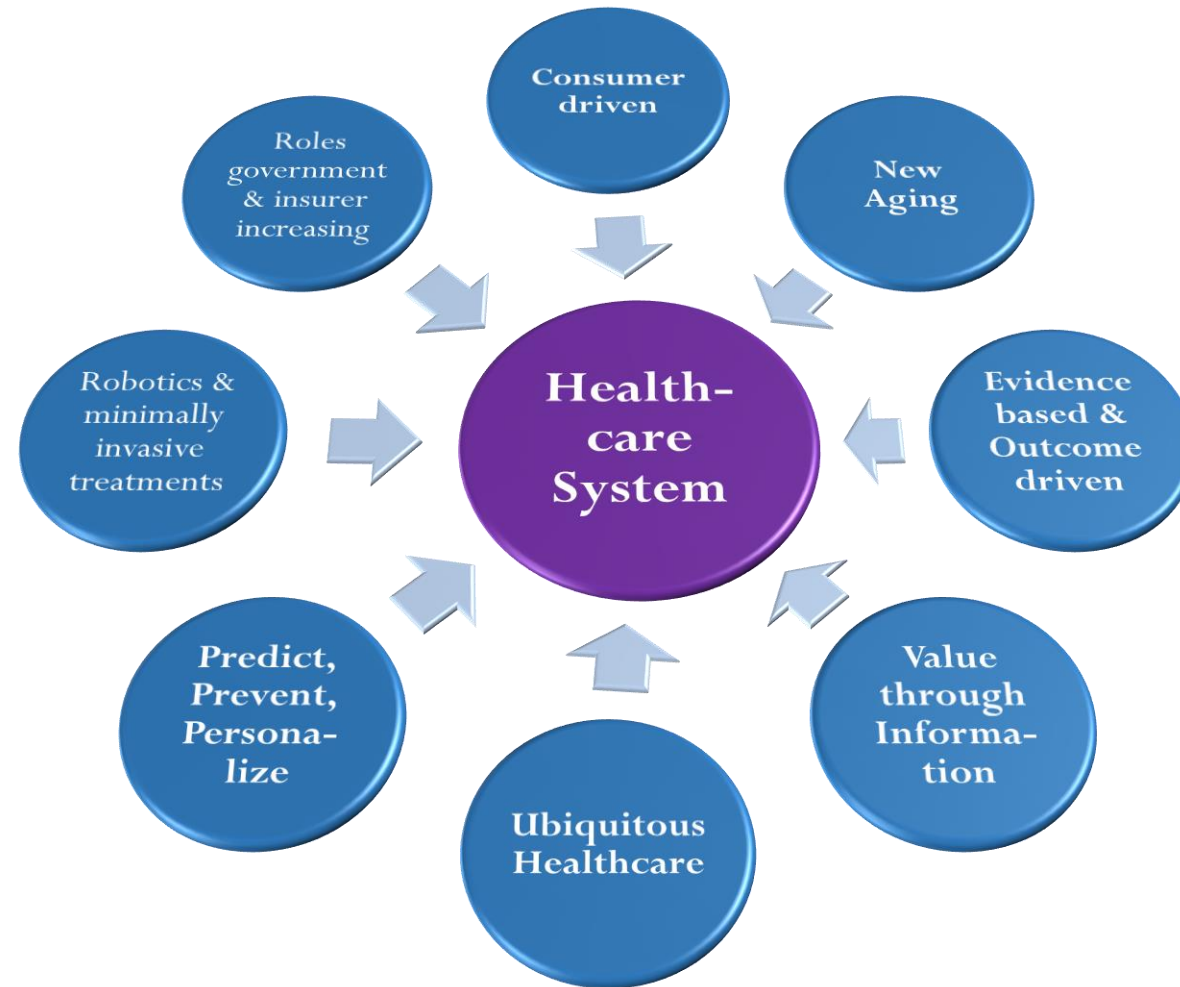 Consumer
driven
New
Aging
Evidence
based &
Outcome
driven
Value
through
Informa-
tion
Ubiquitous
Healthcare
Predict,
Prevent,
Persona-
lize
Robotics &
minimally
invasive
treatments
Roles
government
& insurer
increasing
Health-
care
System